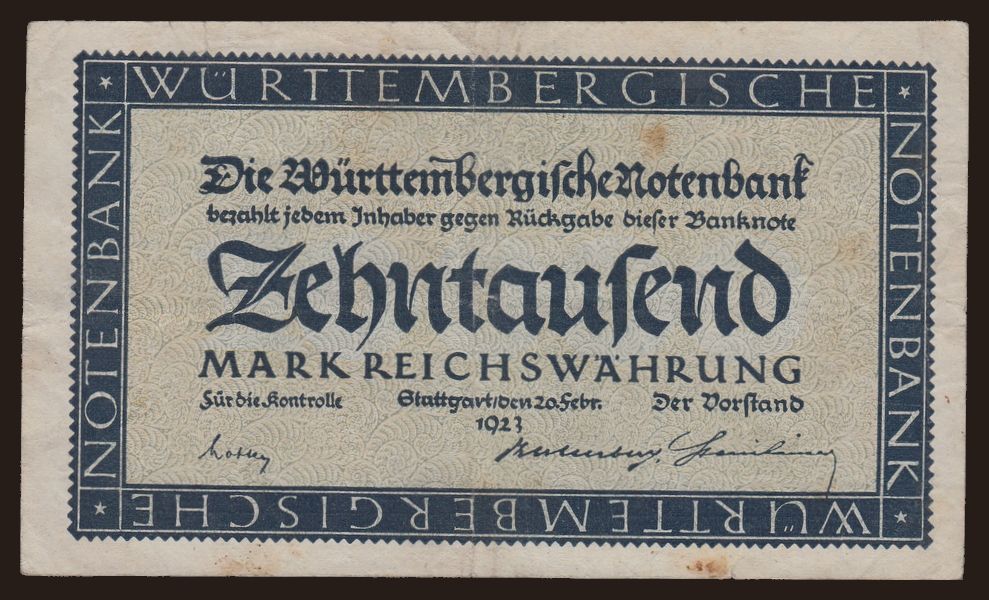 WÜRTTEMBERGISCHE
NOTENBANK
Die Württembergische Notenbank
bezahlt jedem Inhaber gegen Rückgabe dieser Banknote
Zehntausend
MARK REICHSWÄHRUNG
Für die Kontrolle Stuttgart, den 20. Febr. Der Vorstand
1923
NOTENBANK
WÜRTTEMBERGISCHE